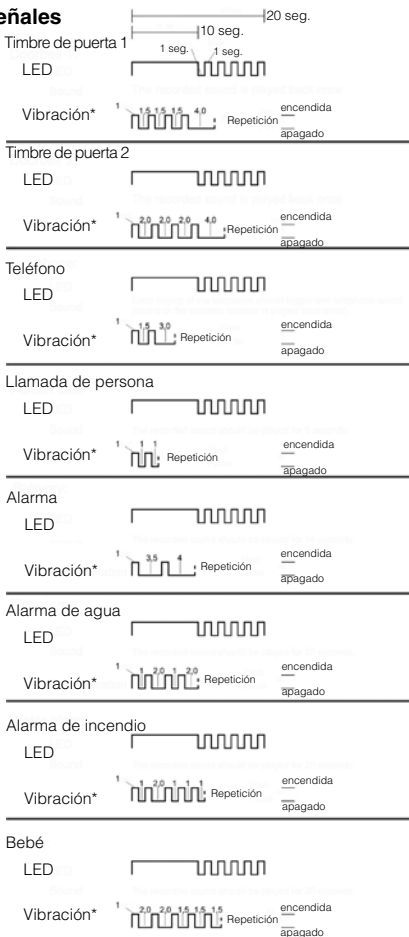 eñales
20 seg.
10 seg.
Timbre de puerta 1
1 seg. 1 seg.
LED
Vibración* 1 1,5 1,5 1,5 4,0 Repetición encendida
apagado
Timbre de puerta 2
LED
Vibración* 1 2,0 2,0 2,0 4,0 Repetición encendida
apagado
Teléfono
LED
Vibración* 1 1,5 3,0 Repetición encendida
apagado
Llamada de persona
LED
Vibración* 1 1 1 Repetición encendida
apagado
Alarma
LED
Vibración* 1 3,5 4 Repetición encendida
apagado
Alarma de agua
LED
Vibración* 1 1 2,0 1 2,0 Repetición encendida
apagado
Alarma de incendio
LED
Vibración* 1 1 2,0 1 1 1 Repetición encendida
apagado
Bebé
LED
Vibración* 1 2,0 2,0 1,5 1,5 1,5 Repetición encendida
apagado